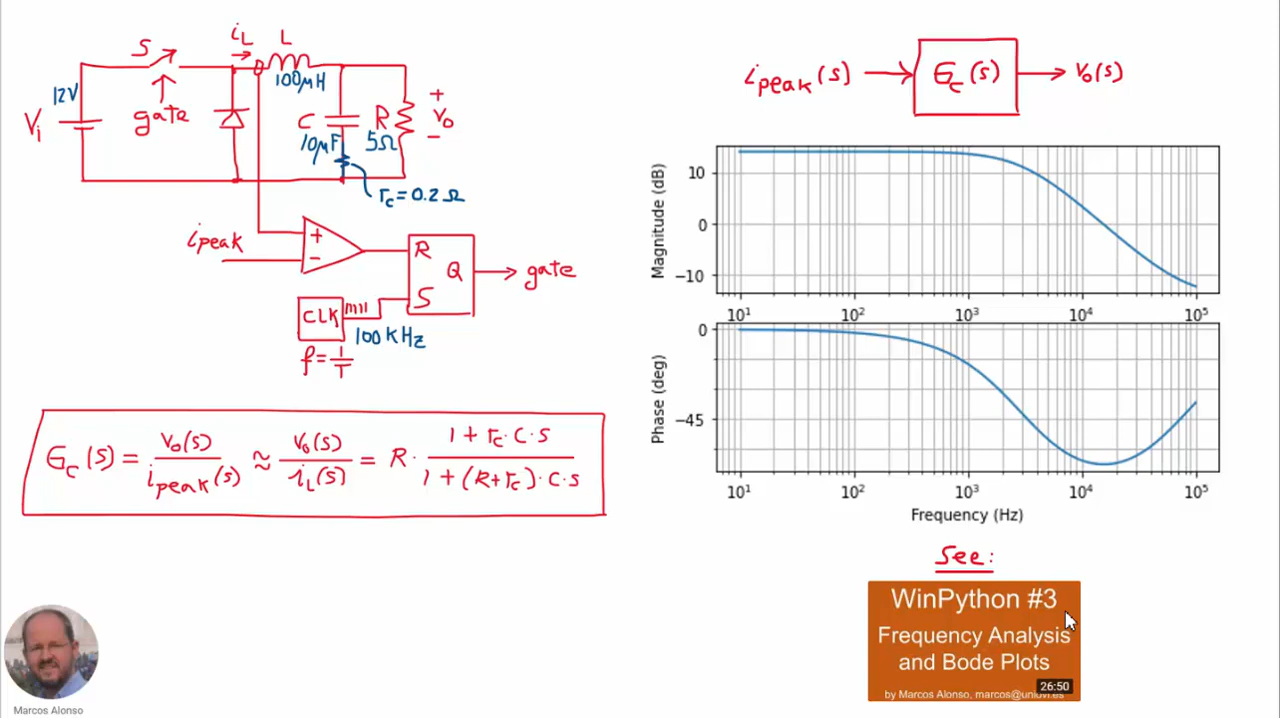 S
gate
12V
Vi
iL
L
100μH
C
10μF
R
5Ω
+
Vo
−
rc = 0.2 Ω
ipeak
+
−
R
Q
S
gate
CLK
100 KHz
f = 1/T
Gc(s) = vo(s)/ipeak(s) ≈ vo(s)/iL(s) = R · (1 + rc · C · s)/(1 + (R + rc) · C · s)
Marcos Alonso
ipeak(s)
Gc(s)
vo(s)
Magnitude (dB)
10
0
−10
10¹ 10² 10³ 10⁴ 10⁵
Phase (deg)
0
−45
10¹ 10² 10³ 10⁴ 10⁵
Frequency (Hz)
See:
WinPython #3
Frequency Analysis
and Bode Plots
26:50
by Marcos Alonso, marcos@uniovi.es